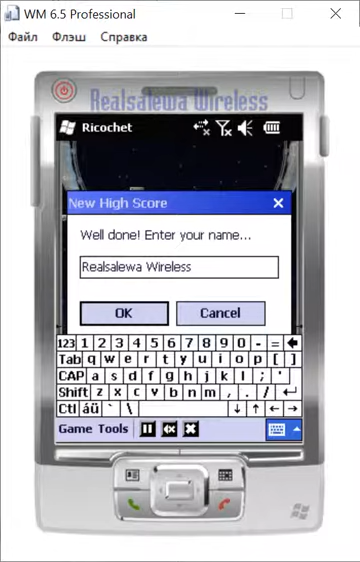 WM 6.5 Professional
Файл Флэш Справка
Realsalewa Wireless
Ricochet
New High Score
Well done! Enter your name...
Realsalewa Wireless
OK Cancel
123 1 2 3 4 5 6 7 8 9 0 - =
Tab q w e r t y u i o p [ ]
CAP a s d f g h j k l ; '
Shift z x c v b n m , . /
Ctl áü ` \
Game Tools